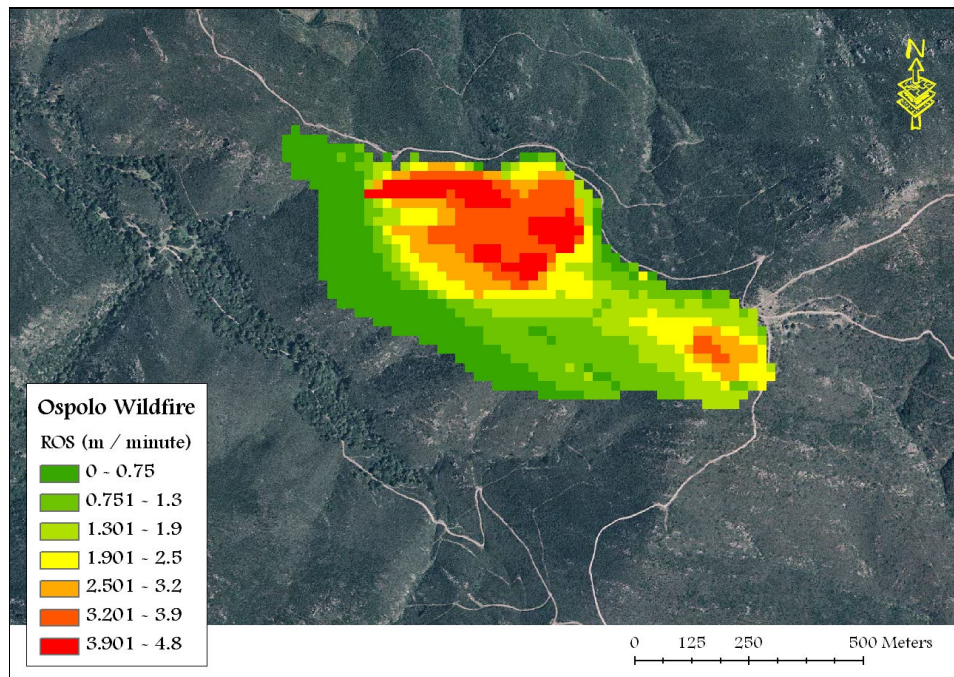 N
Ospolo Wildfire
ROS (m / minute)
0 - 0.75
0.751 - 1.3
1.301 - 1.9
1.901 - 2.5
2.501 - 3.2
3.201 - 3.9
3.901 - 4.8
0 125 250 500 Meters